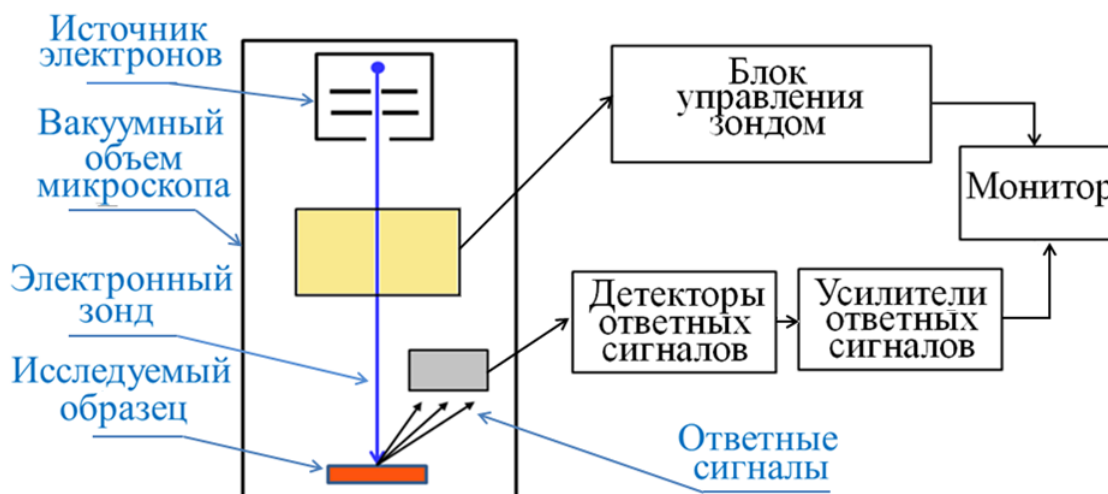 Источник
электронов
Вакуумный
объем
микроскопа
Электронный
зонд
Исследуемый
образец
Блок
управления
зондом
Монитор
Детекторы
ответных
сигналов
Усилители
ответных
сигналов
Ответные
сигналы